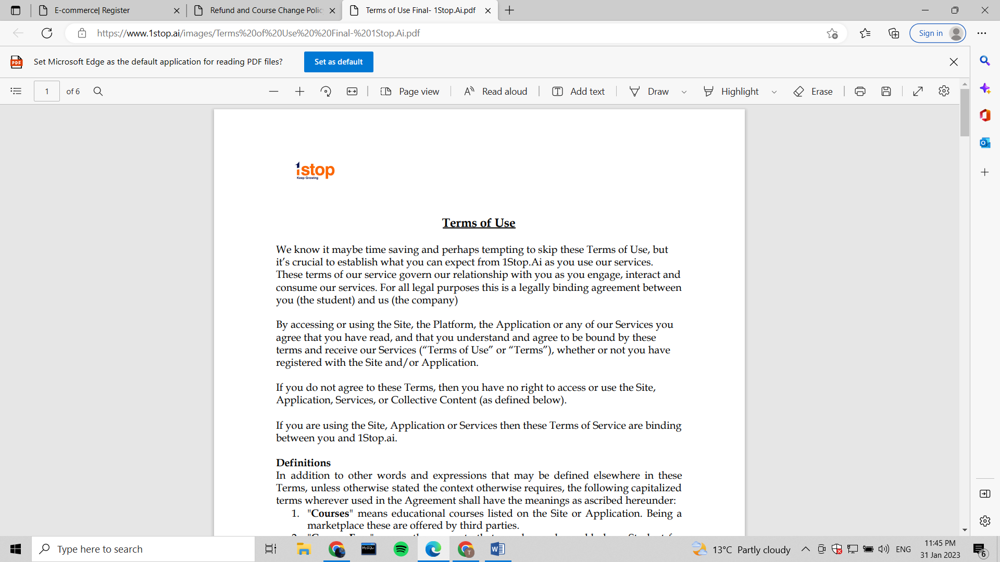 E-commerce| Register
Refund and Course Change Polic
Terms of Use Final- 1Stop.Ai.pdf
https://www.1stop.ai/images/Terms%20of%20Use%20%20Final-%201Stop.Ai.pdf
Sign in
PDF
Set Microsoft Edge as the default application for reading PDF files?
Set as default
1 of 6
Page view
Read aloud
Add text
Draw
Highlight
Erase
1stop
Keep Growing
Terms of Use
We know it maybe time saving and perhaps tempting to skip these Terms of Use, but
it’s crucial to establish what you can expect from 1Stop.Ai as you use our services.
These terms of our service govern our relationship with you as you engage, interact and
consume our services. For all legal purposes this is a legally binding agreement between
you (the student) and us (the company)
By accessing or using the Site, the Platform, the Application or any of our Services you
agree that you have read, and that you understand and agree to be bound by these
terms and receive our Services (“Terms of Use” or “Terms”), whether or not you have
registered with the Site and/or Application.
If you do not agree to these Terms, then you have no right to access or use the Site,
Application, Services, or Collective Content (as defined below).
If you are using the Site, Application or Services then these Terms of Service are binding
between you and 1Stop.ai.
Definitions
In addition to other words and expressions that may be defined elsewhere in these
Terms, unless otherwise stated the context otherwise requires, the following capitalized
terms wherever used in the Agreement shall have the meanings as ascribed hereunder:
1. "Courses" means educational courses listed on the Site or Application. Being a
marketplace these are offered by third parties.
Type here to search
MySQL
T
13°C Partly cloudy
ENG
11:45 PM
31 Jan 2023
6